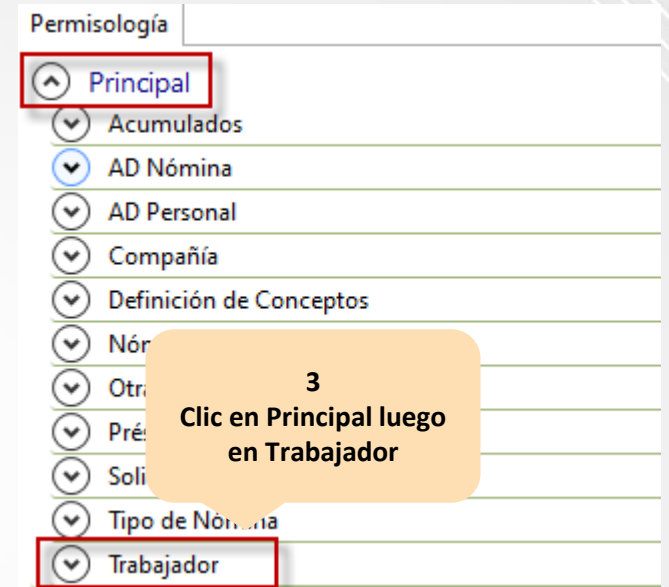 Permisología
Principal
Acumulados
AD Nómina
AD Personal
Compañía
Definición de Conceptos
3
Clic en Principal luego
en Trabajador
Tipo de Nómina
Trabajador